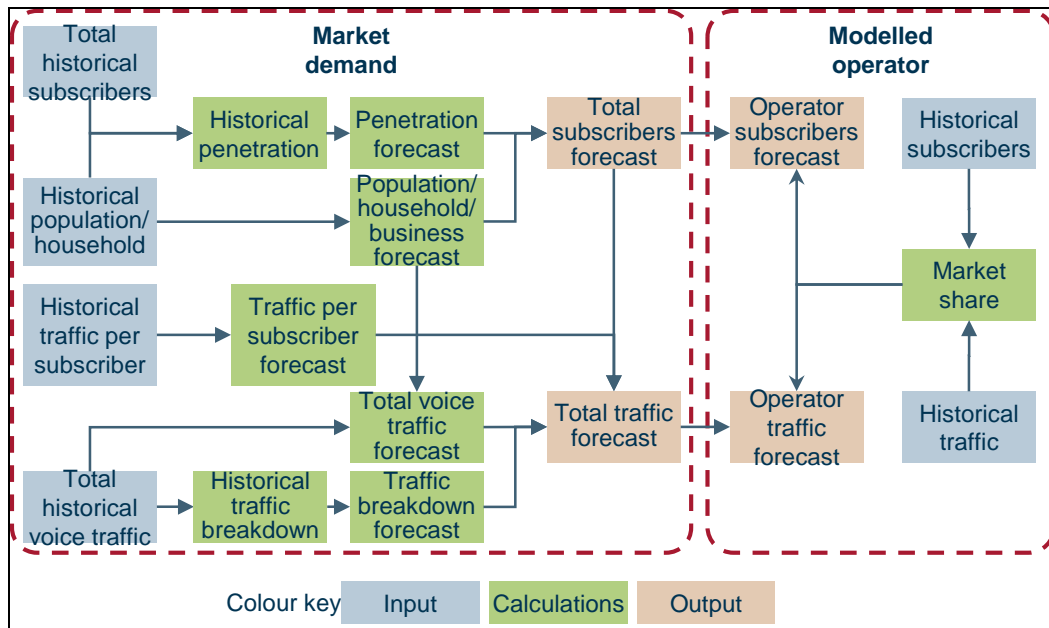 Market
demand
Modelled
operator
Total
historical
subscribers
Historical
penetration
Penetration
forecast
Total
subscribers
forecast
Operator
subscribers
forecast
Historical
subscribers
Historical
population/
household
Population/
household/
business
forecast
Market
share
Historical
traffic per
subscriber
Traffic per
subscriber
forecast
Total voice
traffic
forecast
Total traffic
forecast
Operator
traffic
forecast
Historical
traffic
Total
historical
voice traffic
Historical
traffic
breakdown
Traffic
breakdown
forecast
Colour key
Input
Calculations
Output